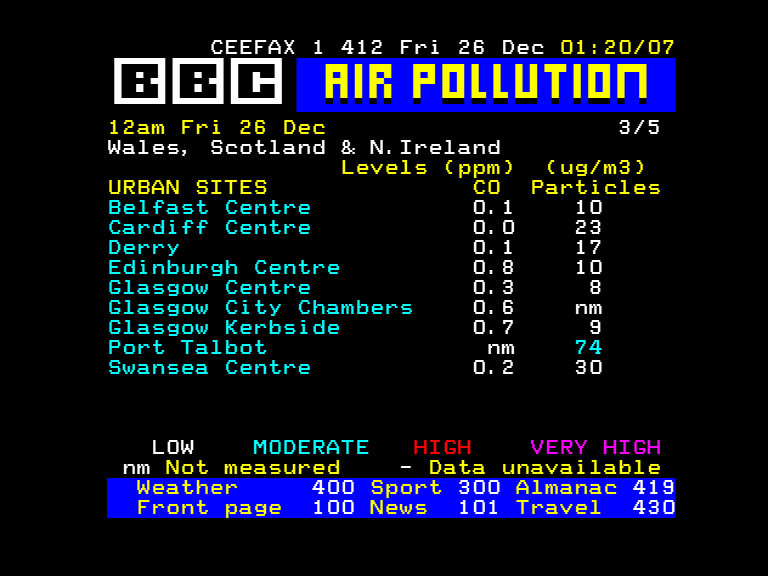 CEEFAX 1 412 Fri 26 Dec 01:20/07
BBC AIR POLLUTION
12am Fri 26 Dec 3/5
Wales, Scotland & N.Ireland
Levels (ppm) (ug/m3)
URBAN SITES CO Particles
Belfast Centre 0.1 10
Cardiff Centre 0.0 23
Derry 0.1 17
Edinburgh Centre 0.8 10
Glasgow Centre 0.3 8
Glasgow City Chambers 0.6 nm
Glasgow Kerbside 0.7 9
Port Talbot nm 74
Swansea Centre 0.2 30
LOW MODERATE HIGH VERY HIGH
nm Not measured - Data unavailable
Weather 400 Sport 300 Almanac 419
Front page 100 News 101 Travel 430